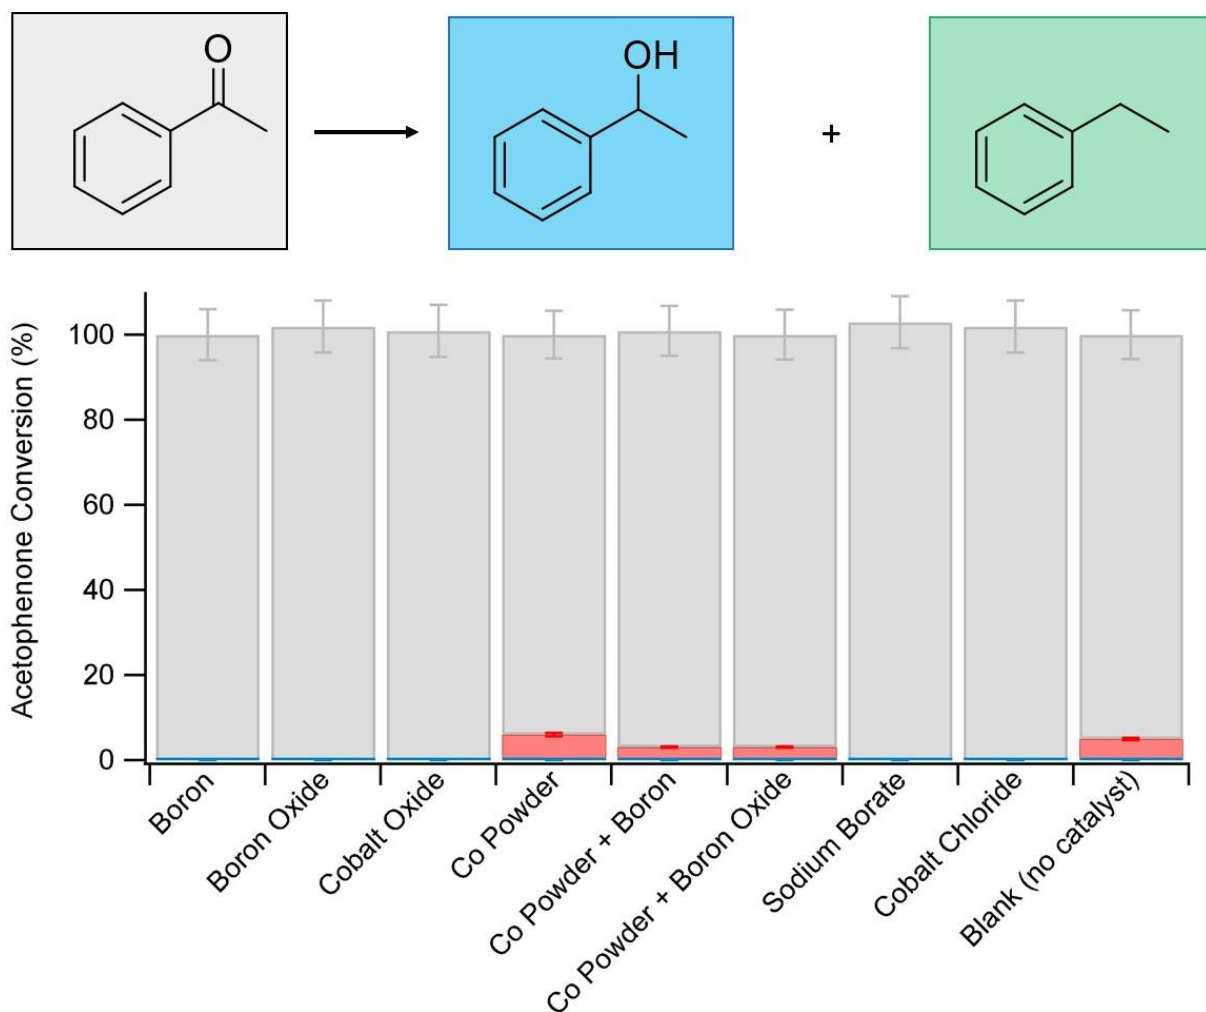 O
OH
+
Acetophenone Conversion (%)
100
80
60
40
20
0
Boron
Boron Oxide
Cobalt Oxide
Co Powder
Co Powder + Boron
Co Powder + Boron Oxide
Sodium Borate
Cobalt Chloride
Blank (no catalyst)